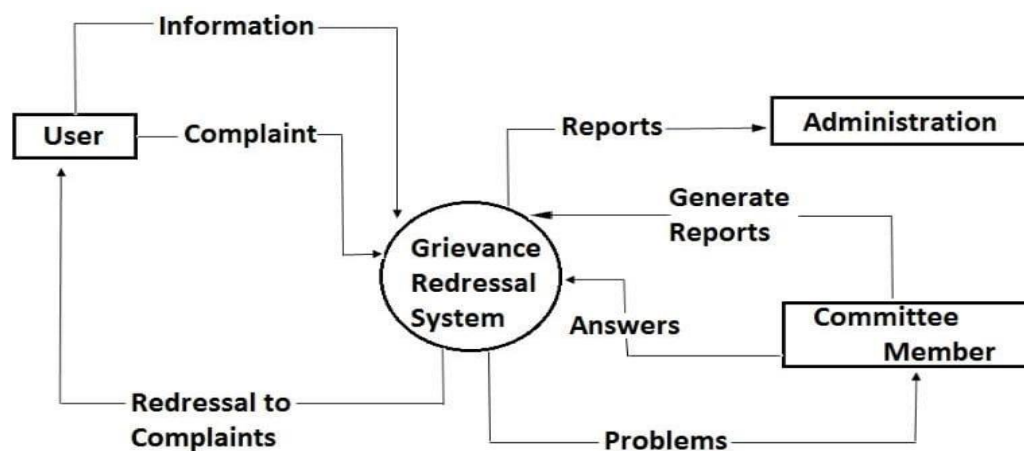 Information
User
Complaint
Reports
Administration
Generate
Reports
Grievance
Redressal
System
Answers
Committee
Member
Redressal to
Complaints
Problems